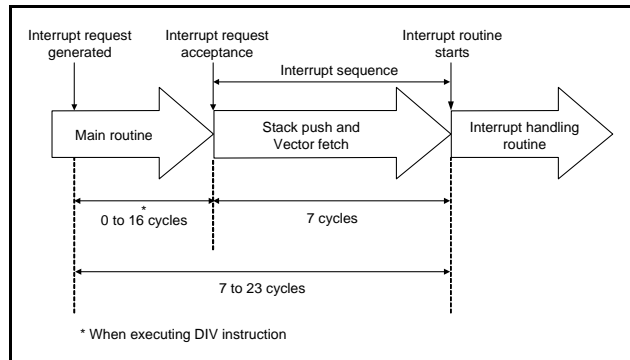 Interrupt request
generated
Interrupt request
acceptance
Interrupt routine
starts
Interrupt sequence
Main routine
Stack push and
Vector fetch
Interrupt handling
routine
*
0 to 16 cycles
7 cycles
7 to 23 cycles
* When executing DIV instruction